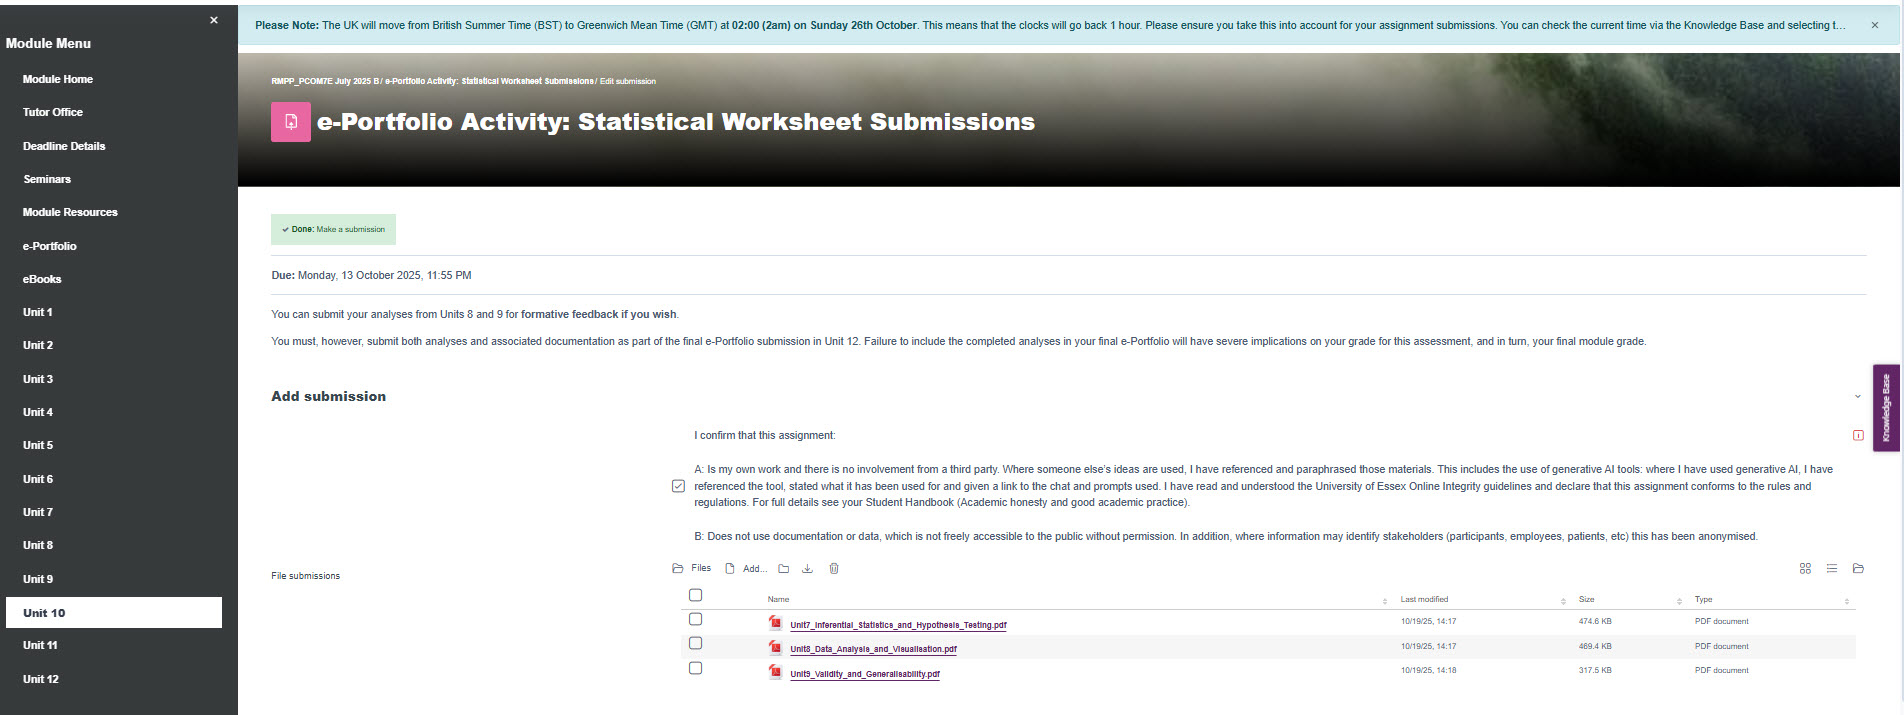 Please Note: The UK will move from British Summer Time (BST) to Greenwich Mean Time (GMT) at 02:00 (2am) on Sunday 26th October. This means that the clocks will go back 1 hour. Please ensure you take this into account for your assignment submissions. You can check the current time via the Knowledge Base and selecting t...
Module Menu
Module Home
Tutor Office
Deadline Details
Seminars
Module Resources
e-Portfolio
eBooks
Unit 1
Unit 2
Unit 3
Unit 4
Unit 5
Unit 6
Unit 7
Unit 8
Unit 9
Unit 10
Unit 11
Unit 12
RMPP_PCOM7E July 2025 B / e-Portfolio Activity: Statistical Worksheet Submissions / Edit submission
e-Portfolio Activity: Statistical Worksheet Submissions
Done: Make a submission
Due: Monday, 13 October 2025, 11:55 PM
You can submit your analyses from Units 8 and 9 for formative feedback if you wish.
You must, however, submit both analyses and associated documentation as part of the final e-Portfolio submission in Unit 12. Failure to include the completed analyses in your final e-Portfolio will have severe implications on your grade for this assessment, and in turn, your final module grade.
Knowledge Base
Add submission
I confirm that this assignment:
A: Is my own work and there is no involvement from a third party. Where someone else's ideas are used, I have referenced and paraphrased those materials. This includes the use of generative AI tools: where I have used generative AI, I have
referenced the tool, stated what it has been used for and given a link to the chat and prompts used. I have read and understood the University of Essex Online Integrity guidelines and declare that this assignment conforms to the rules and
regulations. For full details see your Student Handbook (Academic honesty and good academic practice).
B: Does not use documentation or data, which is not freely accessible to the public without permission. In addition, where information may identify stakeholders (participants, employees, patients, etc) this has been anonymised.
File submissions
Files Add...
Name Last modified Size Type
Unit7_Inferential_Statistics_and_Hypothesis_Testing.pdf 10/19/25, 14:17 474.6 KB PDF document
Unit8_Data_Analysis_and_Visualisation.pdf 10/19/25, 14:17 469.4 KB PDF document
Unit9_Validity_and_Generalisability.pdf 10/19/25, 14:18 317.5 KB PDF document